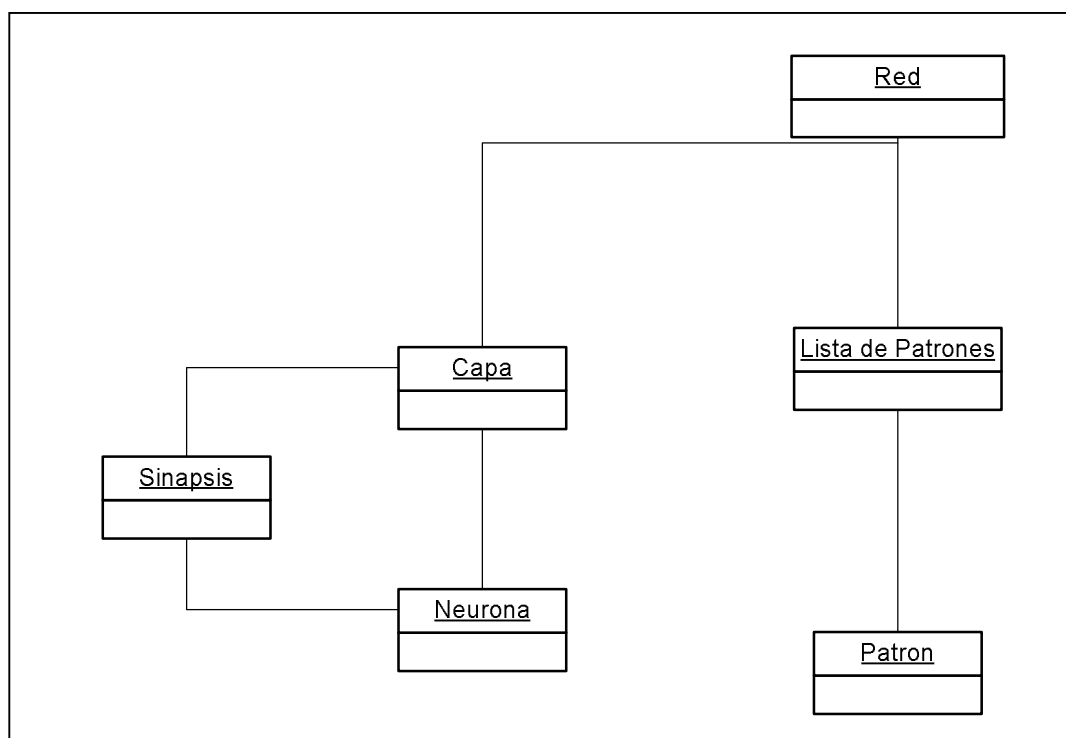 Red
Lista de Patrones
Capa
Sinapsis
Neurona
Patron